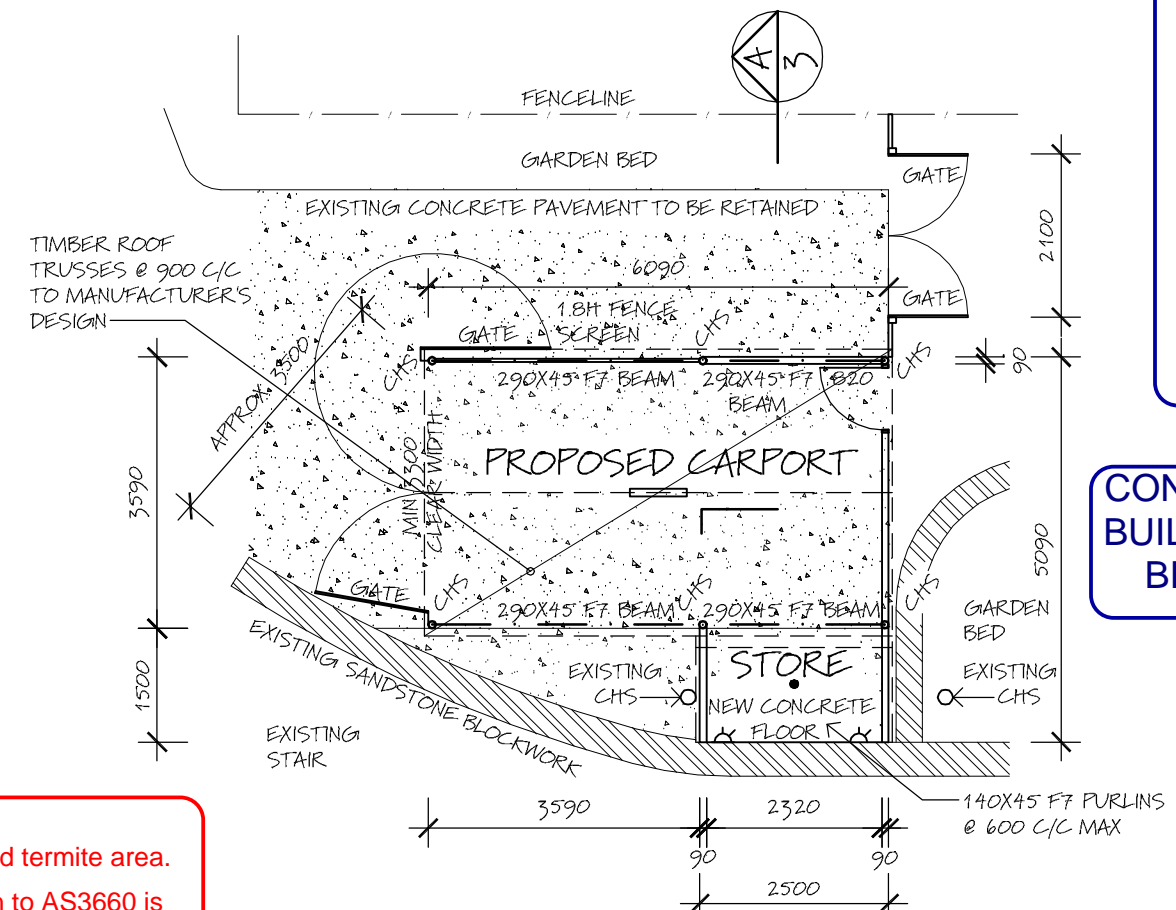 A
3
FENCELINE
GARDEN BED
GATE
EXISTING CONCRETE PAVEMENT TO BE RETAINED
2100
TIMBER ROOF
TRUSSES @ 900 C/C
TO MANUFACTURER'S
DESIGN
6090
GATE
1.8H FENCE
SCREEN
GATE
CHS
CHS
CHS
90
APPROX 3500
290X45 F7 BEAM
290X45 F7
BEAM
820
PROPOSED CARPORT
MIN 3300
CLEAR WIDTH
3590
5090
CHS
CHS
CHS
GATE
290X45 F7 BEAM
290X45 F7 BEAM
GARDEN
BED
EXISTING SANDSTONE BLOCKWORK
STORE
1500
EXISTING
CHS
EXISTING
CHS
NEW CONCRETE
FLOOR
EXISTING
STAIR
140X45 F7 PURLINS
@ 600 C/C MAX
3590
2320
90
90
2500
CON
BUIL
d termite area.
n to AS3660 is